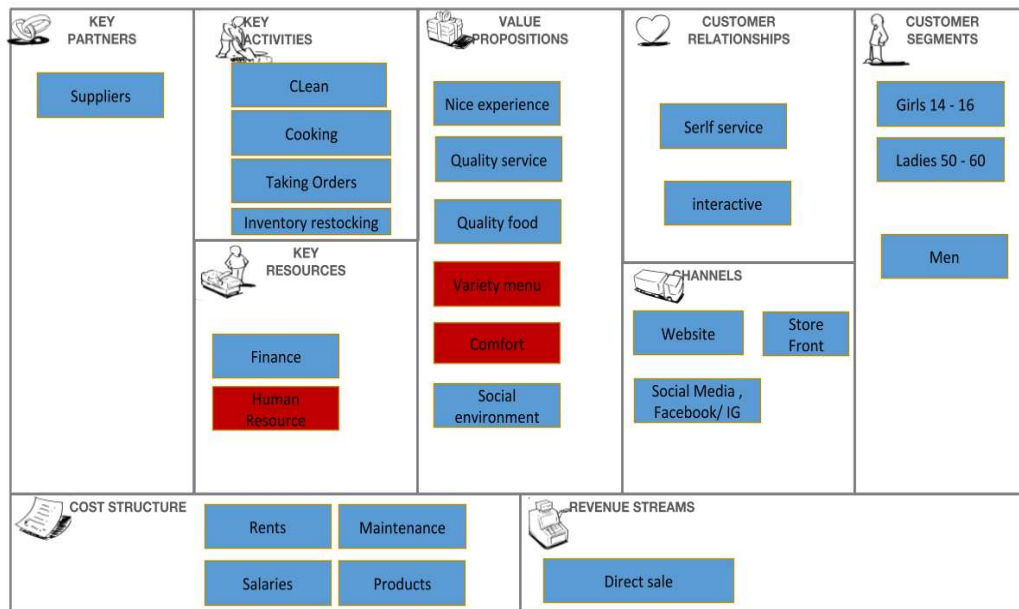 KEY
PARTNERS
Suppliers
KEY
ACTIVITIES
CLean
Cooking
Taking Orders
Inventory restocking
KEY
RESOURCES
Finance
Human
Resource
VALUE
PROPOSITIONS
Nice experience
Quality service
Quality food
Variety menu
Comfort
Social
environment
CUSTOMER
RELATIONSHIPS
Serlf service
interactive
CHANNELS
Website
Store
Front
Social Media ,
Facebook/ IG
CUSTOMER
SEGMENTS
Girls 14 - 16
Ladies 50 - 60
Men
COST STRUCTURE
Rents
Maintenance
Salaries
Products
REVENUE STREAMS
Direct sale